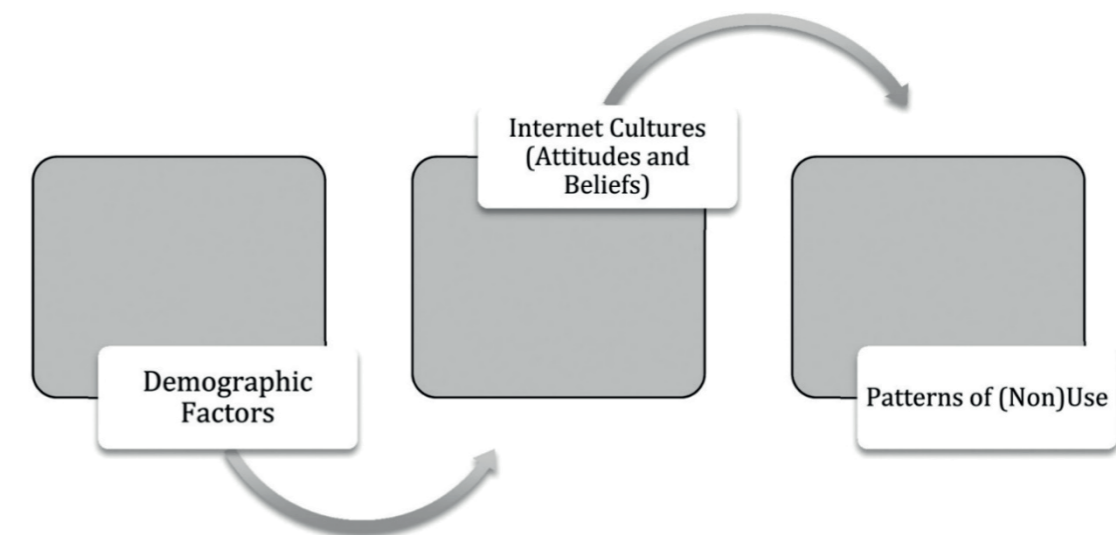 Demographic
Factors
Internet Cultures
(Attitudes and
Beliefs)
Patterns of (Non)Use